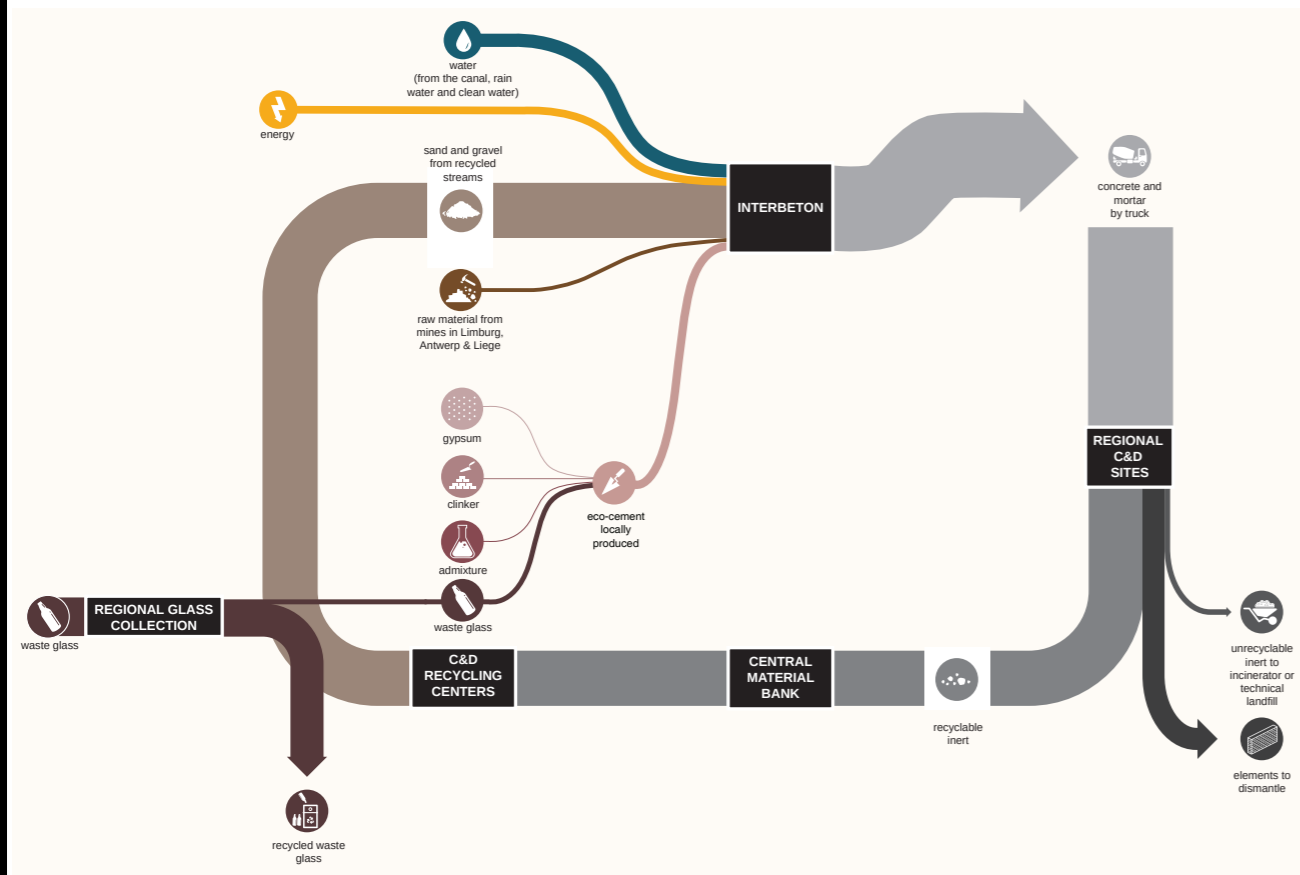 water
(from the canal, rain
water and clean water)
energy
sand and gravel
from recycled
streams
INTERBETON
concrete and
mortar
by truck
raw material from
mines in Limburg,
Antwerp & Liege
gypsum
clinker
admixture
waste glass
eco-cement
locally
produced
REGIONAL
C&D
SITES
waste glass
REGIONAL GLASS
COLLECTION
C&D
RECYCLING
CENTERS
CENTRAL
MATERIAL
BANK
recyclable
inert
unrecyclable
inert to
incinerator or
technical
landfill
elements to
dismantle
recycled waste
glass